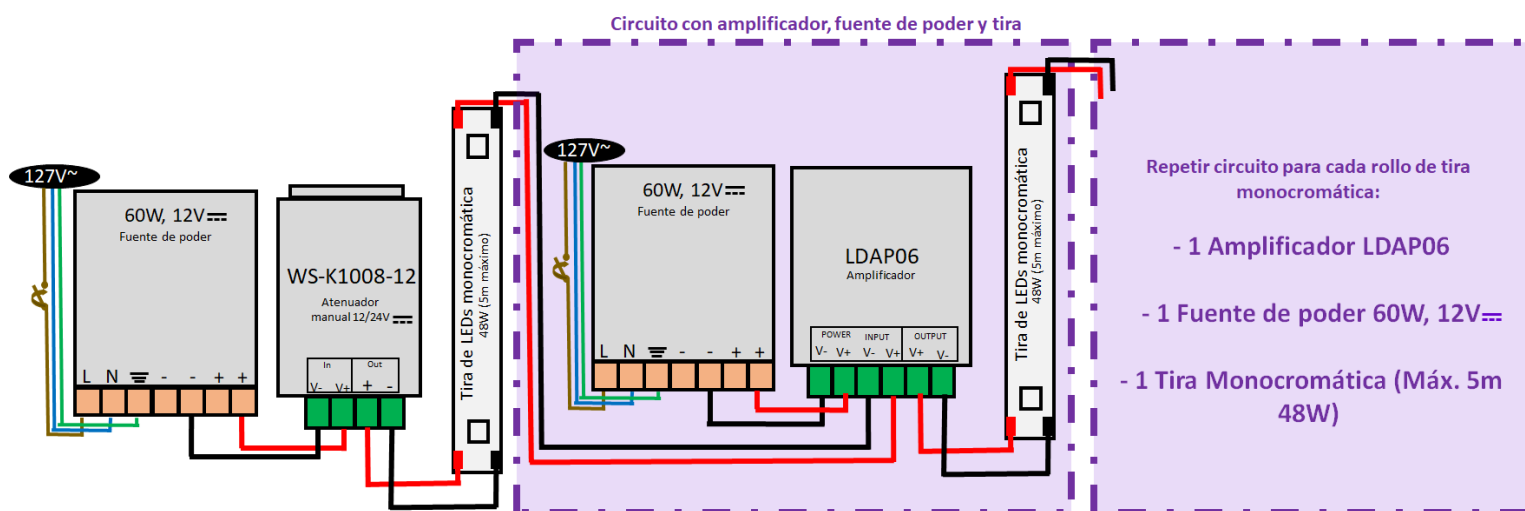 Circuito con amplificador, fuente de poder y tira
127V~
60W, 12V
Fuente de poder
L N - - + +
WS-K1008-12
Atenuador
manual 12/24V
In Out
V- V+ + -
Tira de LEDs monocromática
48W (5m máximo)
127V~
60W, 12V
Fuente de poder
L N - - + +
LDAP06
Amplificador
POWER INPUT OUTPUT
V- V+ V- V+ V+ V-
Tira de LEDs monocromática
48W (5m máximo)
Repetir circuito para cada rollo de tira
monocromática:
- 1 Amplificador LDAP06
- 1 Fuente de poder 60W, 12V
- 1 Tira Monocromática (Máx. 5m
48W)